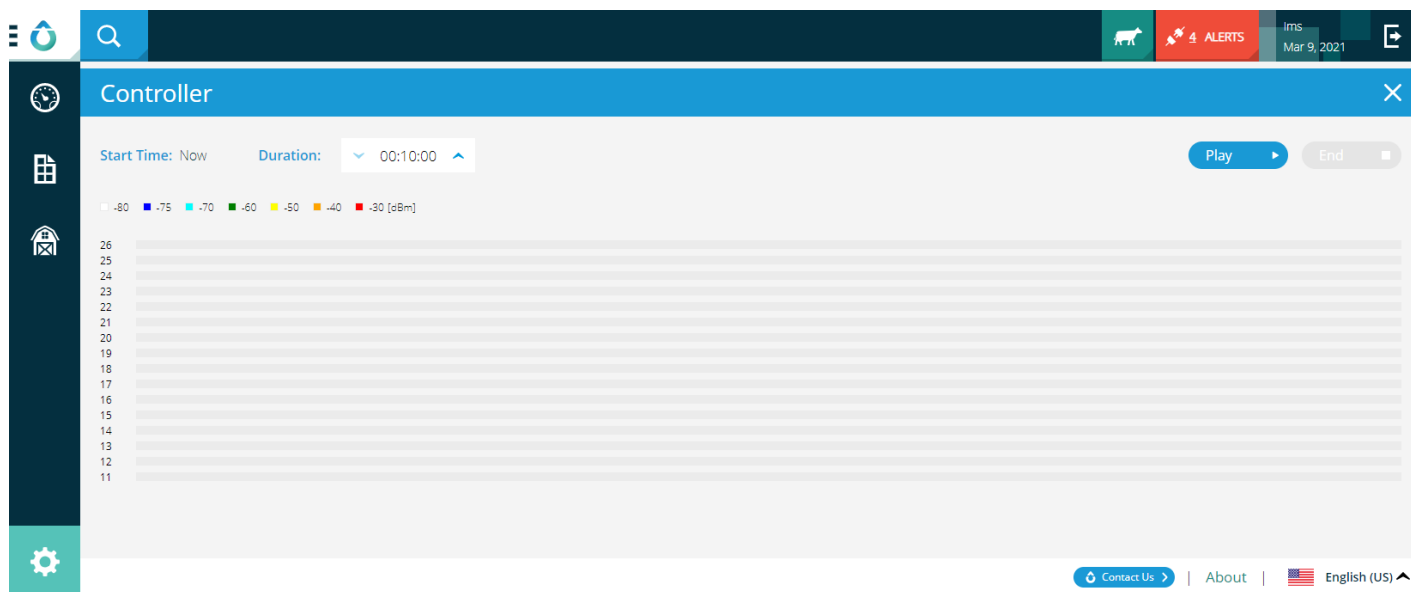 4 ALERTS
Ims
Mar 9, 2021
Controller
Start Time: Now Duration: 00:10:00 Play End
-80 -75 -70 -60 -50 -40 -30 [dBm]
26
25
24
23
22
21
20
19
18
17
16
15
14
13
12
11
Contact Us | About | English (US)